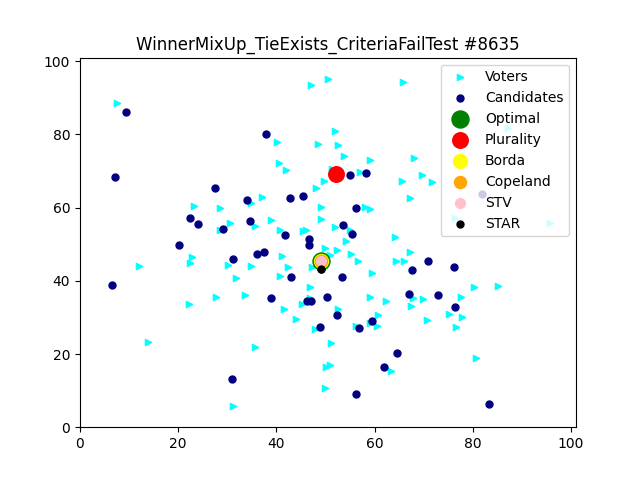 WinnerMixUp_TieExists_CriteriaFailTest #8635
100
80
60
40
20
0
0 20 40 60 80 100
Voters
Candidates
Optimal
Plurality
Borda
Copeland
STV
STAR